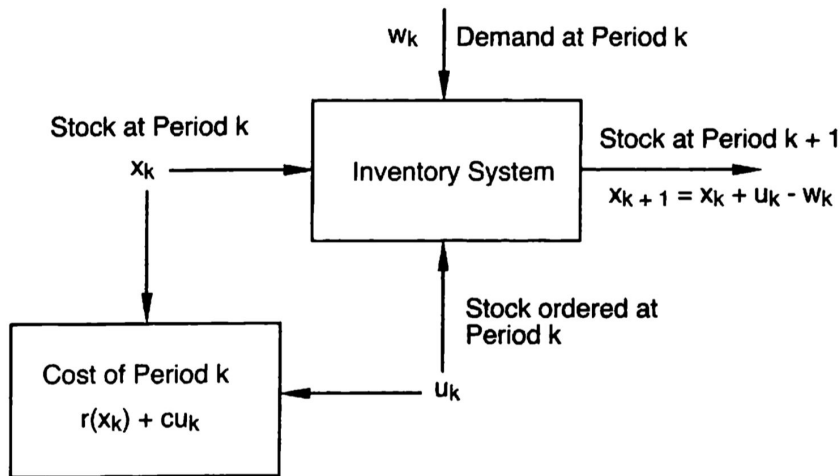 wk Demand at Period k
Stock at Period k
xk
Inventory System
Stock at Period k + 1
xk + 1 = xk + uk - wk
Stock ordered at
Period k
uk
Cost of Period k
r(xk) + cuk